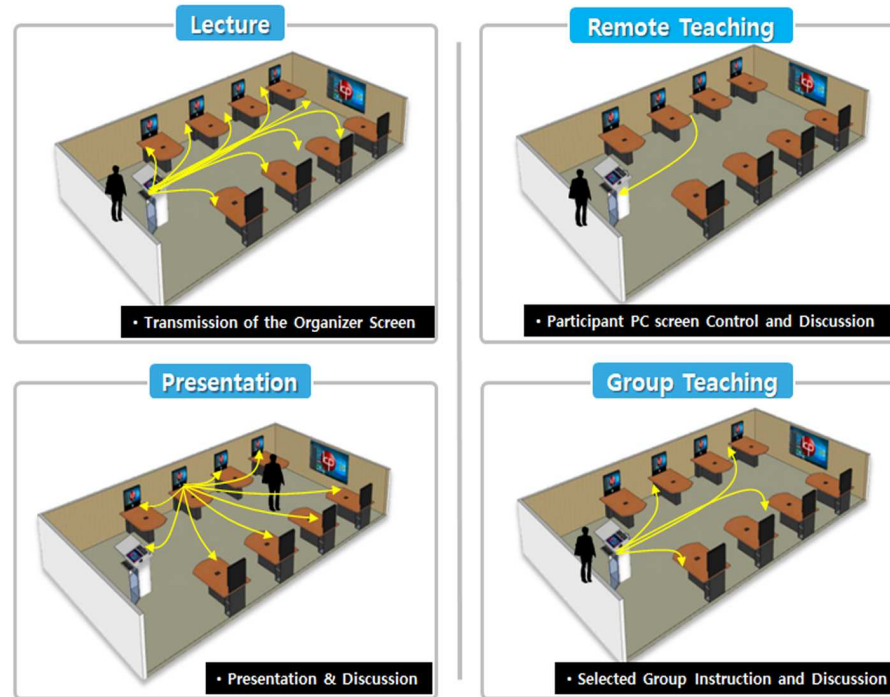 Lecture
• Transmission of the Organizer Screen
Remote Teaching
• Participant PC screen Control and Discussion
Presentation
• Presentation & Discussion
Group Teaching
• Selected Group Instruction and Discussion